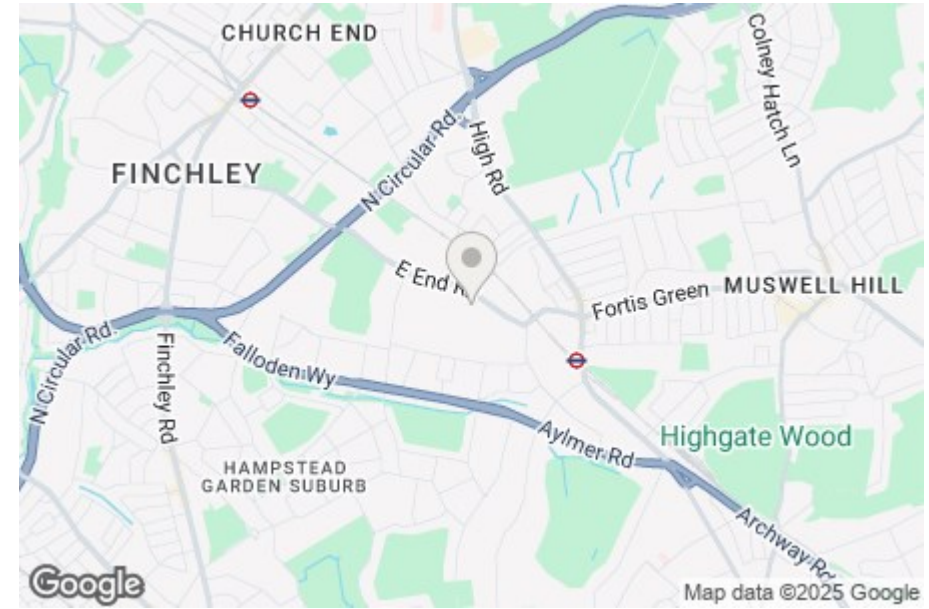 CHURCH END
Colney Hatch Ln
High Rd
N Circular Rd.
FINCHLEY
E End
Fortis Green
MUSWELL HILL
N Circular Rd.
Finchley Rd
Falloden Wy
Aylmer Rd
Highgate Wood
HAMPSTEAD
GARDEN SUBURB
Archway Rd
Google
Map data ©2025 Google